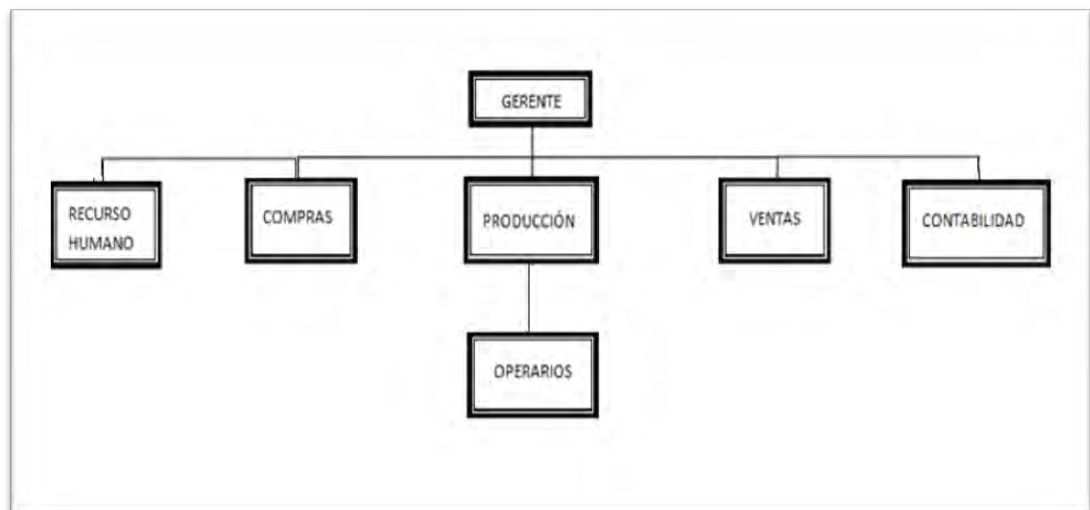 GERENTE
RECURSO
HUMANO
COMPRAS
PRODUCCIÓN
VENTAS
CONTABILIDAD
OPERARIOS